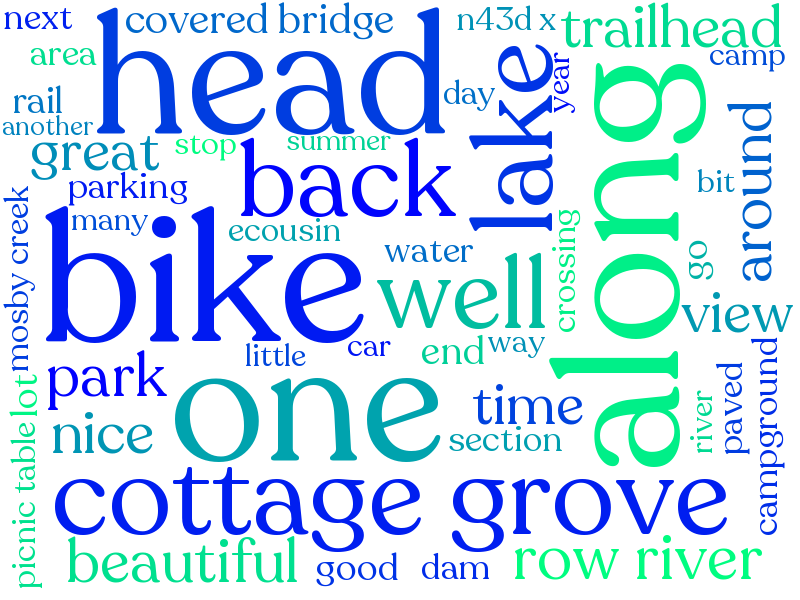 next
covered bridge
n43d x
trailhead
area
head
lake
year
camp
rail
day
another
great
stop
summer
along
around
parking
back
bit
many
ecousin
water
crossing
go
mosby creek
bike
well
view
little
car
end
way
park
one
time
river
paved
campground
picnic table
lot
nice
section
cottage grove
beautiful
good
dam
row river